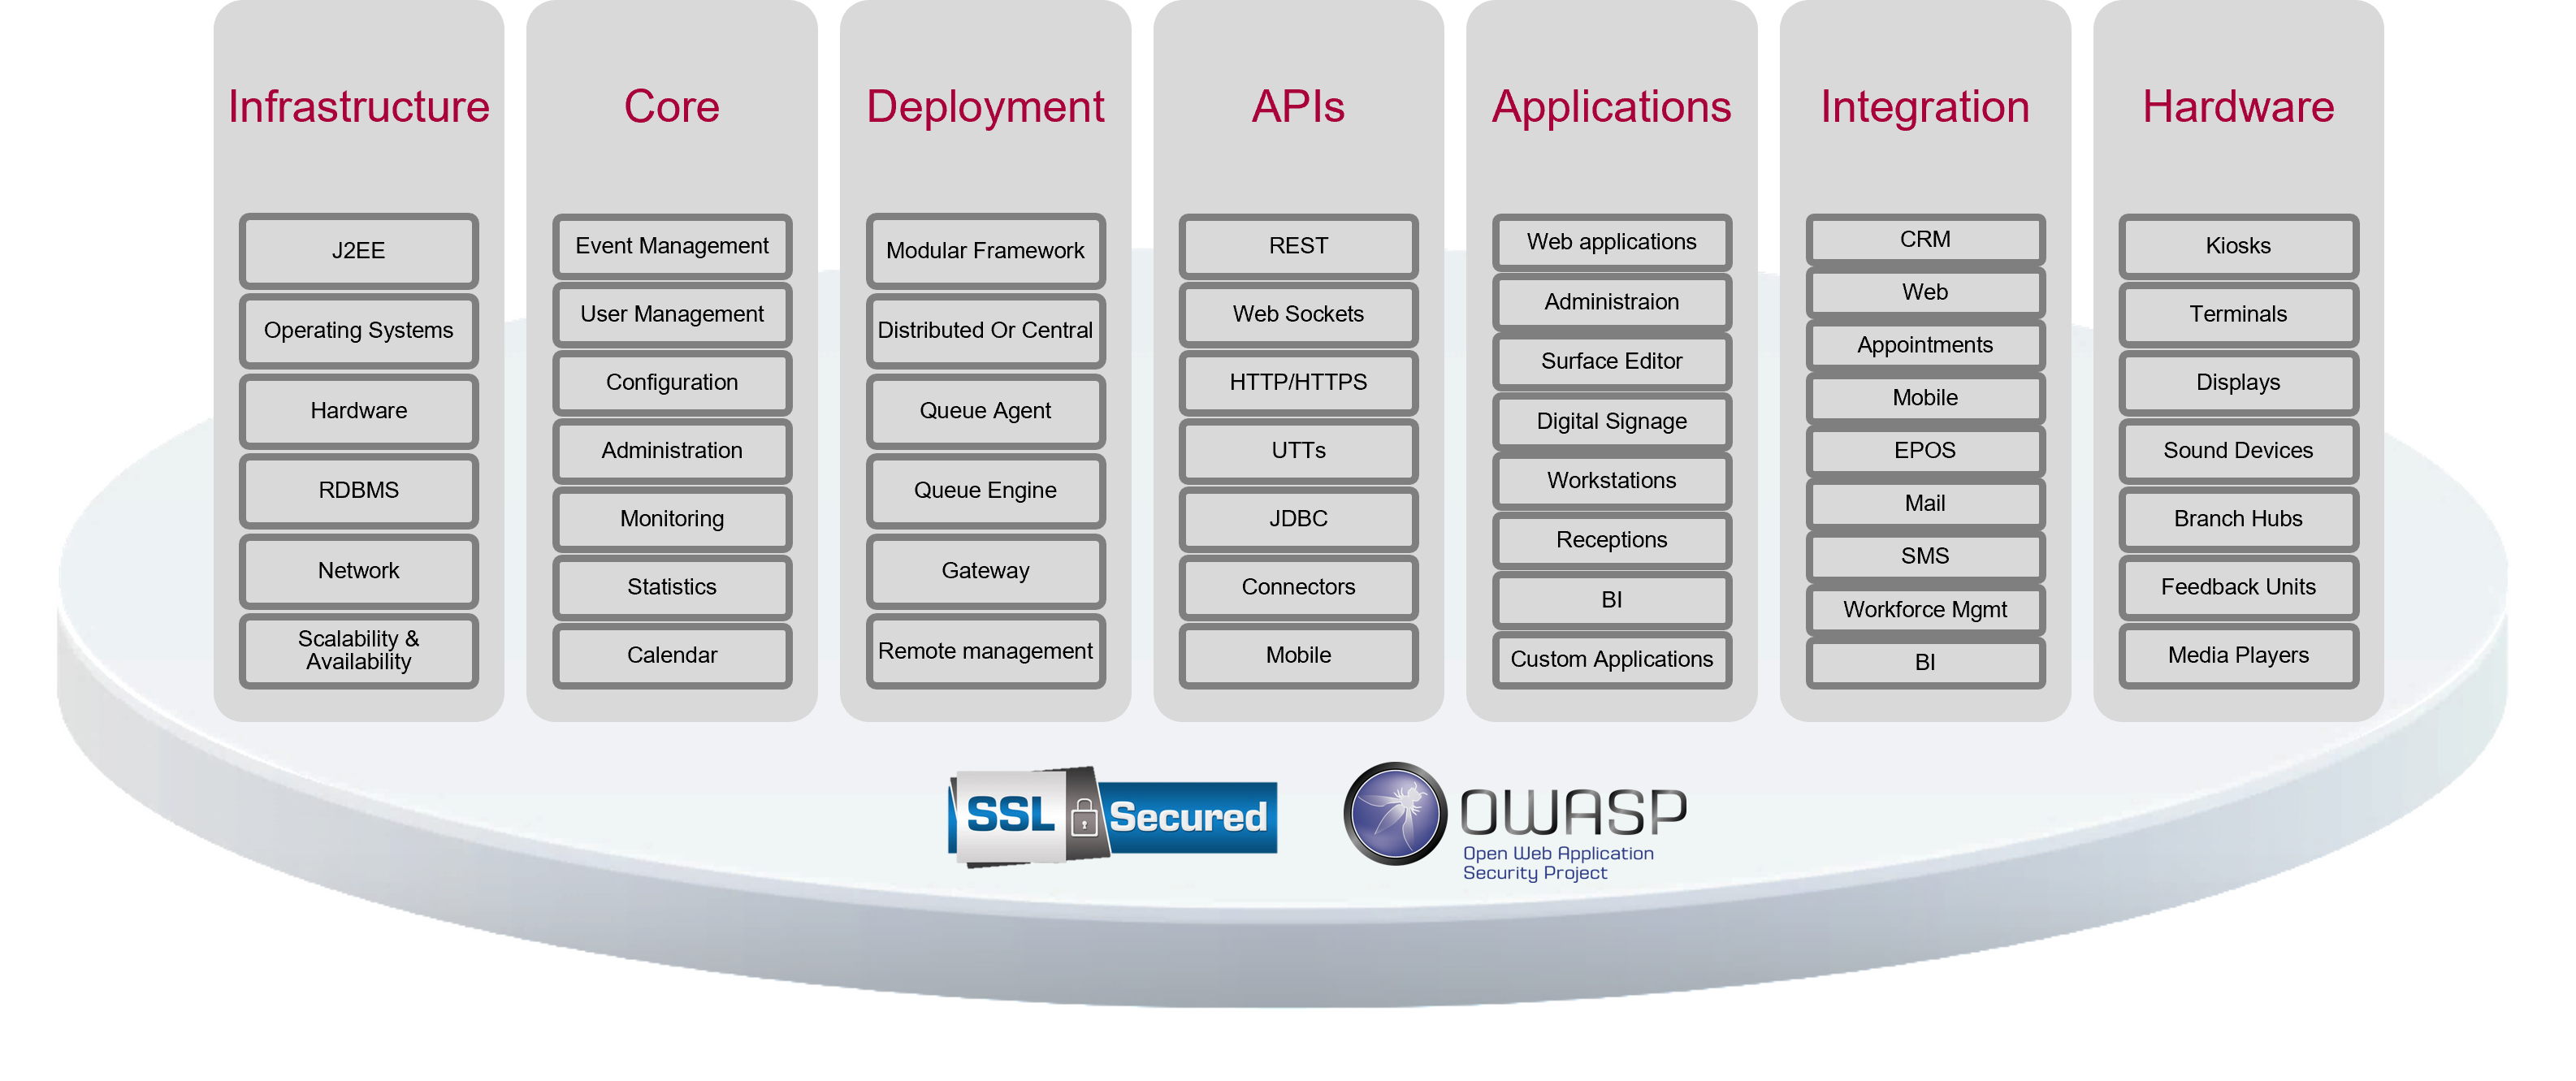 Infrastructure
J2EE
Operating Systems
Hardware
RDBMS
Network
Scalability &
Availability
Core
Event Management
User Management
Configuration
Administration
Monitoring
Statistics
Calendar
Deployment
Modular Framework
Distributed Or Central
Queue Agent
Queue Engine
Gateway
Remote management
APIs
REST
Web Sockets
HTTP/HTTPS
UTTs
JDBC
Connectors
Mobile
Applications
Web applications
Administraion
Surface Editor
Digital Signage
Workstations
Receptions
BI
Custom Applications
Integration
CRM
Web
Appointments
Mobile
EPOS
Mail
SMS
Workforce Mgmt
BI
Hardware
Kiosks
Terminals
Displays
Sound Devices
Branch Hubs
Feedback Units
Media Players
SSL Secured
OWASP
Open Web Application
Security Project